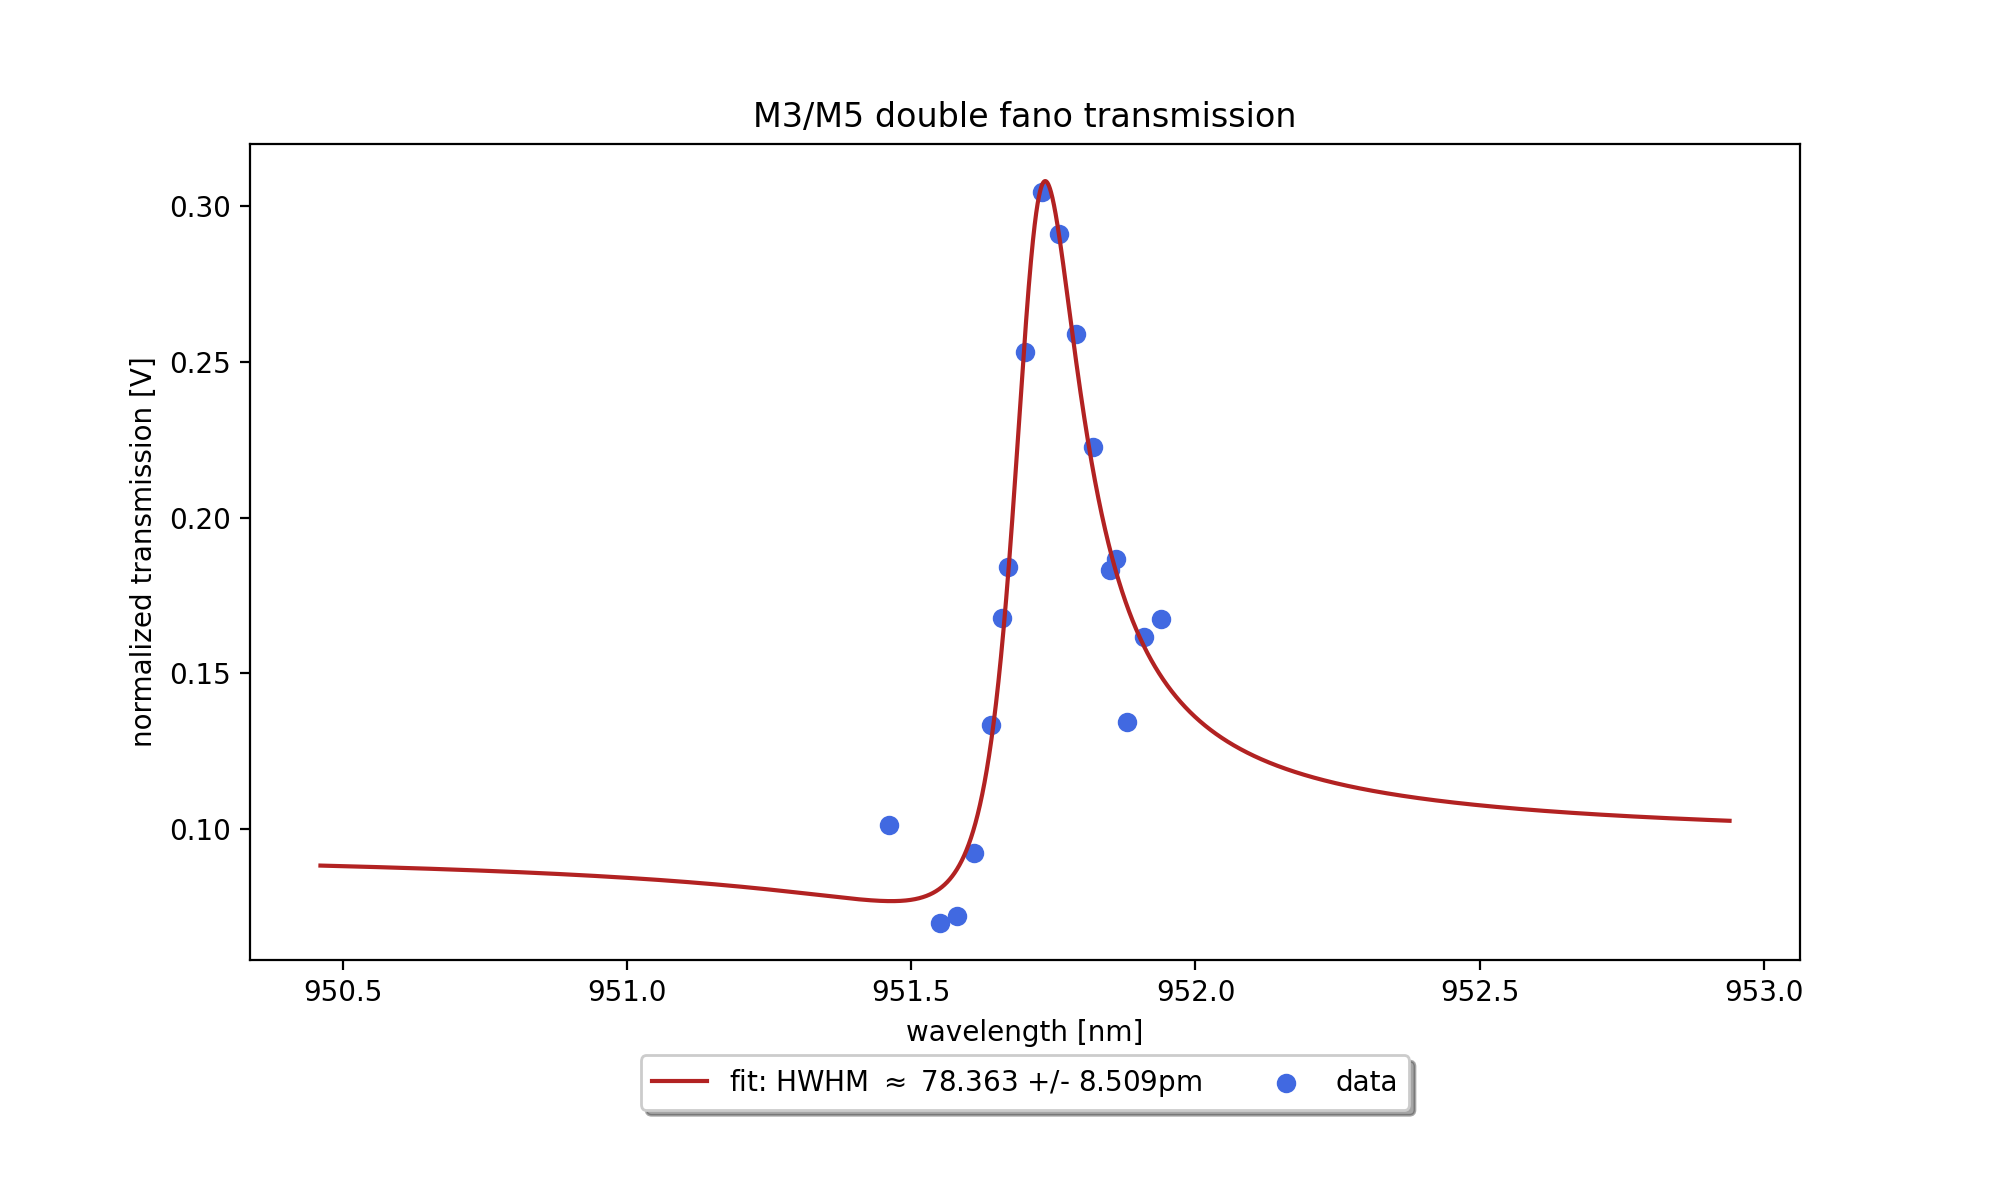 M3/M5 double fano transmission
normalized transmission [V]
0.30
0.25
0.20
0.15
0.10
950.5 951.0 951.5 952.0 952.5 953.0
wavelength [nm]
fit: HWHM ≈ 78.363 +/- 8.509pm data